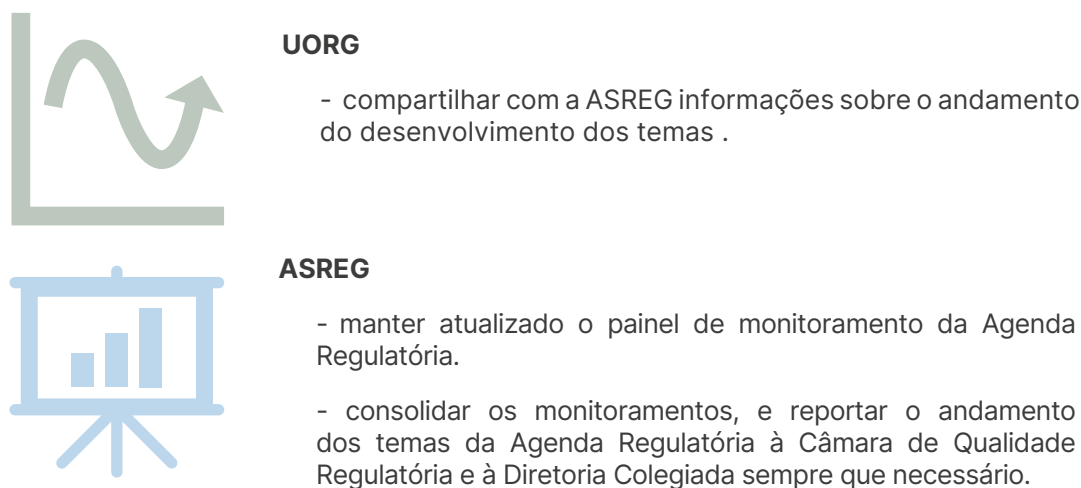 UORG
- compartilhar com a ASREG informações sobre o andamento
do desenvolvimento dos temas .
ASREG
- manter atualizado o painel de monitoramento da Agenda
Regulatória.
- consolidar os monitoramentos, e reportar o andamento
dos temas da Agenda Regulatória à Câmara de Qualidade
Regulatória e à Diretoria Colegiada sempre que necessário.